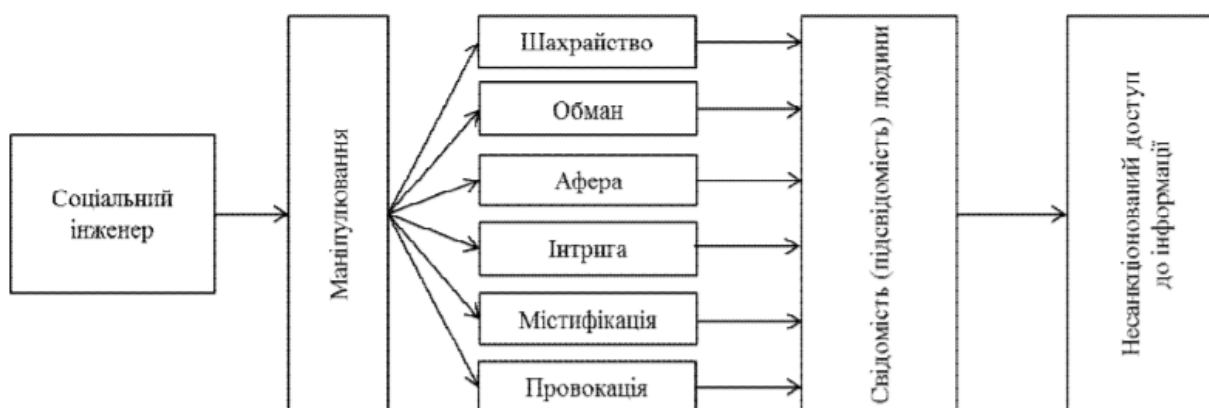 Соціальний
інженер
Маніпулювання
Шахрайство
Обман
Афера
Інтрига
Містифікація
Провокація
Свідомість (підсвідомість) людини
Несанкціонований доступ
до інформації